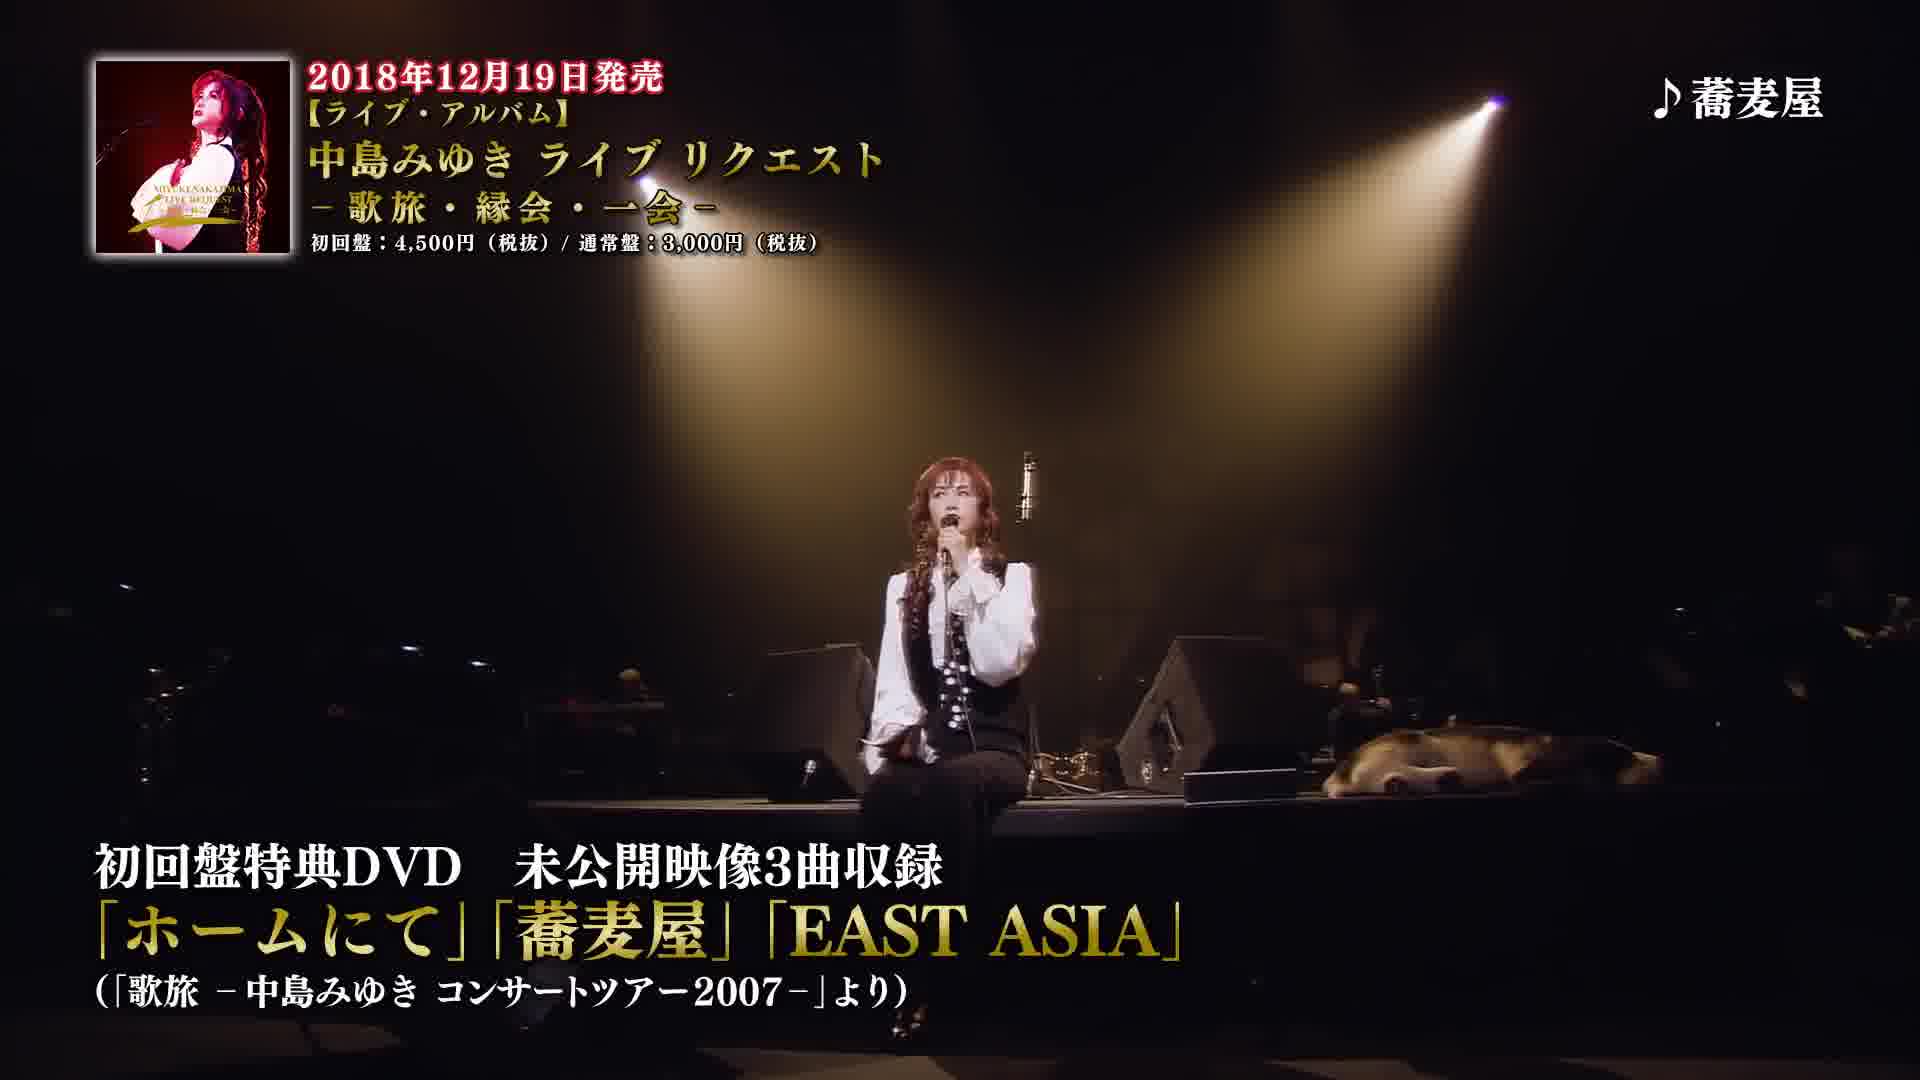 2018年12月19日発売
【ライブ・アルバム】
中島みゆき ライブ リクエスト
－歌旅・縁会・一会－
初回盤：4,500円（税抜）/ 通常盤：3,000円（税抜）
MIYUKI NAKAJIMA
LIVE REQUEST
♪蕎麦屋
初回盤特典DVD　未公開映像3曲収録
「ホームにて」「蕎麦屋」「EAST ASIA」
（「歌旅 －中島みゆき コンサートツアー2007－」より）